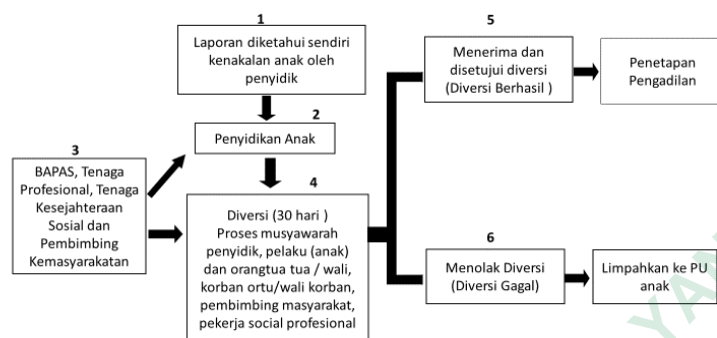 1
Laporan diketahui sendiri
kenakalan anak oleh
penyidik
2
Penyidikan Anak
3
BAPAS, Tenaga
Profesional, Tenaga
Kesejahteraan
Sosial dan
Pembimbing
Kemasyarakatan
4
Diversi (30 hari )
Proses musyawarah
penyidik, pelaku (anak)
dan orangtua tua / wali,
korban ortu/wali korban,
pembimbing masyarakat,
pekerja social profesional
5
Menerima dan
disetujui diversi
(Diversi Berhasil )
Penetapan
Pengadilan
6
Menolak Diversi
(Diversi Gagal)
Limpahkan ke PU
anak
YAN